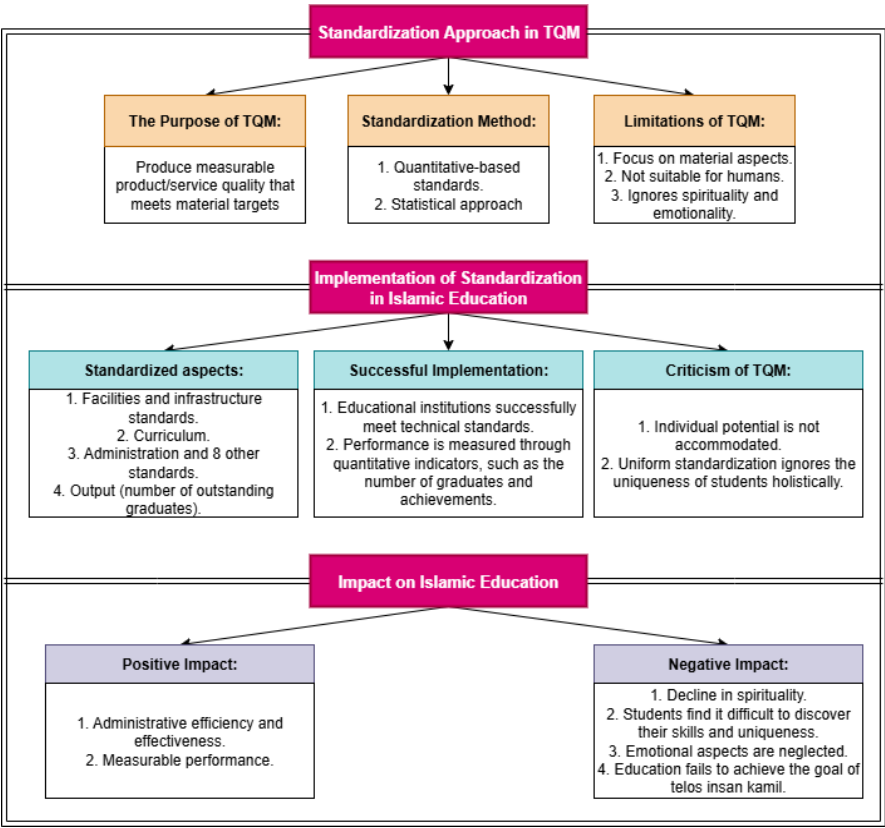 Standardization Approach in TQM
The Purpose of TQM:
Produce measurable
product/service quality that
meets material targets
Standardization Method:
1. Quantitative-based
standards.
2. Statistical approach
Limitations of TQM:
1. Focus on material aspects.
2. Not suitable for humans.
3. Ignores spirituality and
emotionality.
Implementation of Standardization
in Islamic Education
Standardized aspects:
1. Facilities and infrastructure
standards.
2. Curriculum.
3. Administration and 8 other
standards.
4. Output (number of outstanding
graduates).
Successful Implementation:
1. Educational institutions successfully
meet technical standards.
2. Performance is measured through
quantitative indicators, such as the
number of graduates and
achievements.
Criticism of TQM:
1. Individual potential is not
accommodated.
2. Uniform standardization ignores the
uniqueness of students holistically.
Impact on Islamic Education
Positive Impact:
1. Administrative efficiency and
effectiveness.
2. Measurable performance.
Negative Impact:
1. Decline in spirituality.
2. Students find it difficult to discover
their skills and uniqueness.
3. Emotional aspects are neglected.
4. Education fails to achieve the goal of
telos insan kamil.